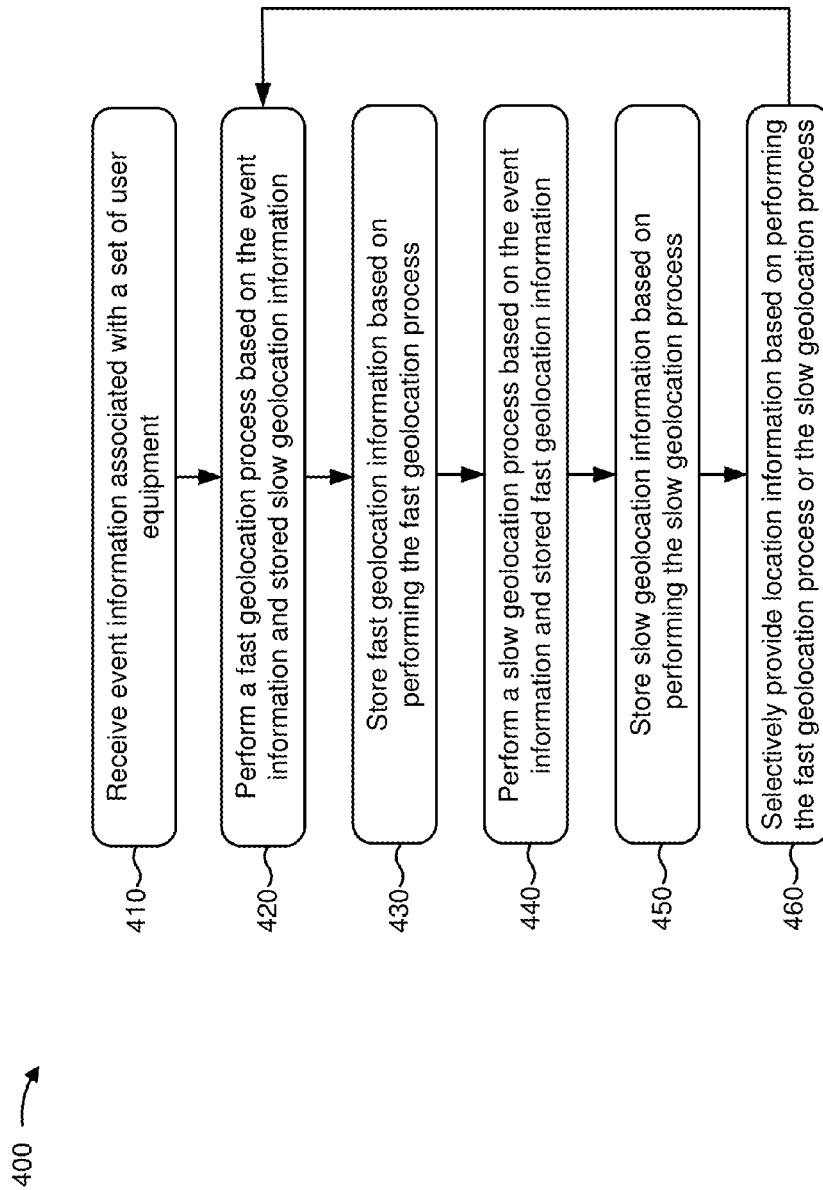 400
410
Receive event information associated with a set of user
equipment
420
Perform a fast geolocation process based on the event
information and stored slow geolocation information
430
Store fast geolocation information based on
performing the fast geolocation process
440
Perform a slow geolocation process based on the event
information and stored fast geolocation information
450
Store slow geolocation information based on
performing the slow geolocation process
460
Selectively provide location information based on performing
the fast geolocation process or the slow geolocation process